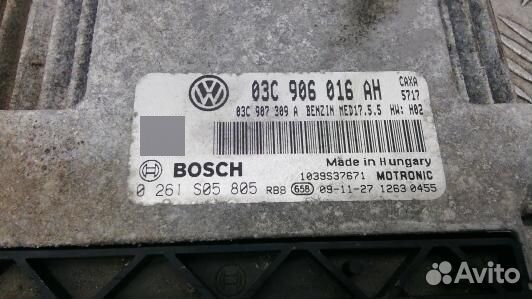 03C 906 016 AH CAXA
03C 907 309 A BENZIN MED17.5.5 HW: H02 5717
BOSCH Made in Hungary
1039S37671 MOTRONIC
0 261 S05 805 RB8 658 09-11-27 1263 0455
Avito